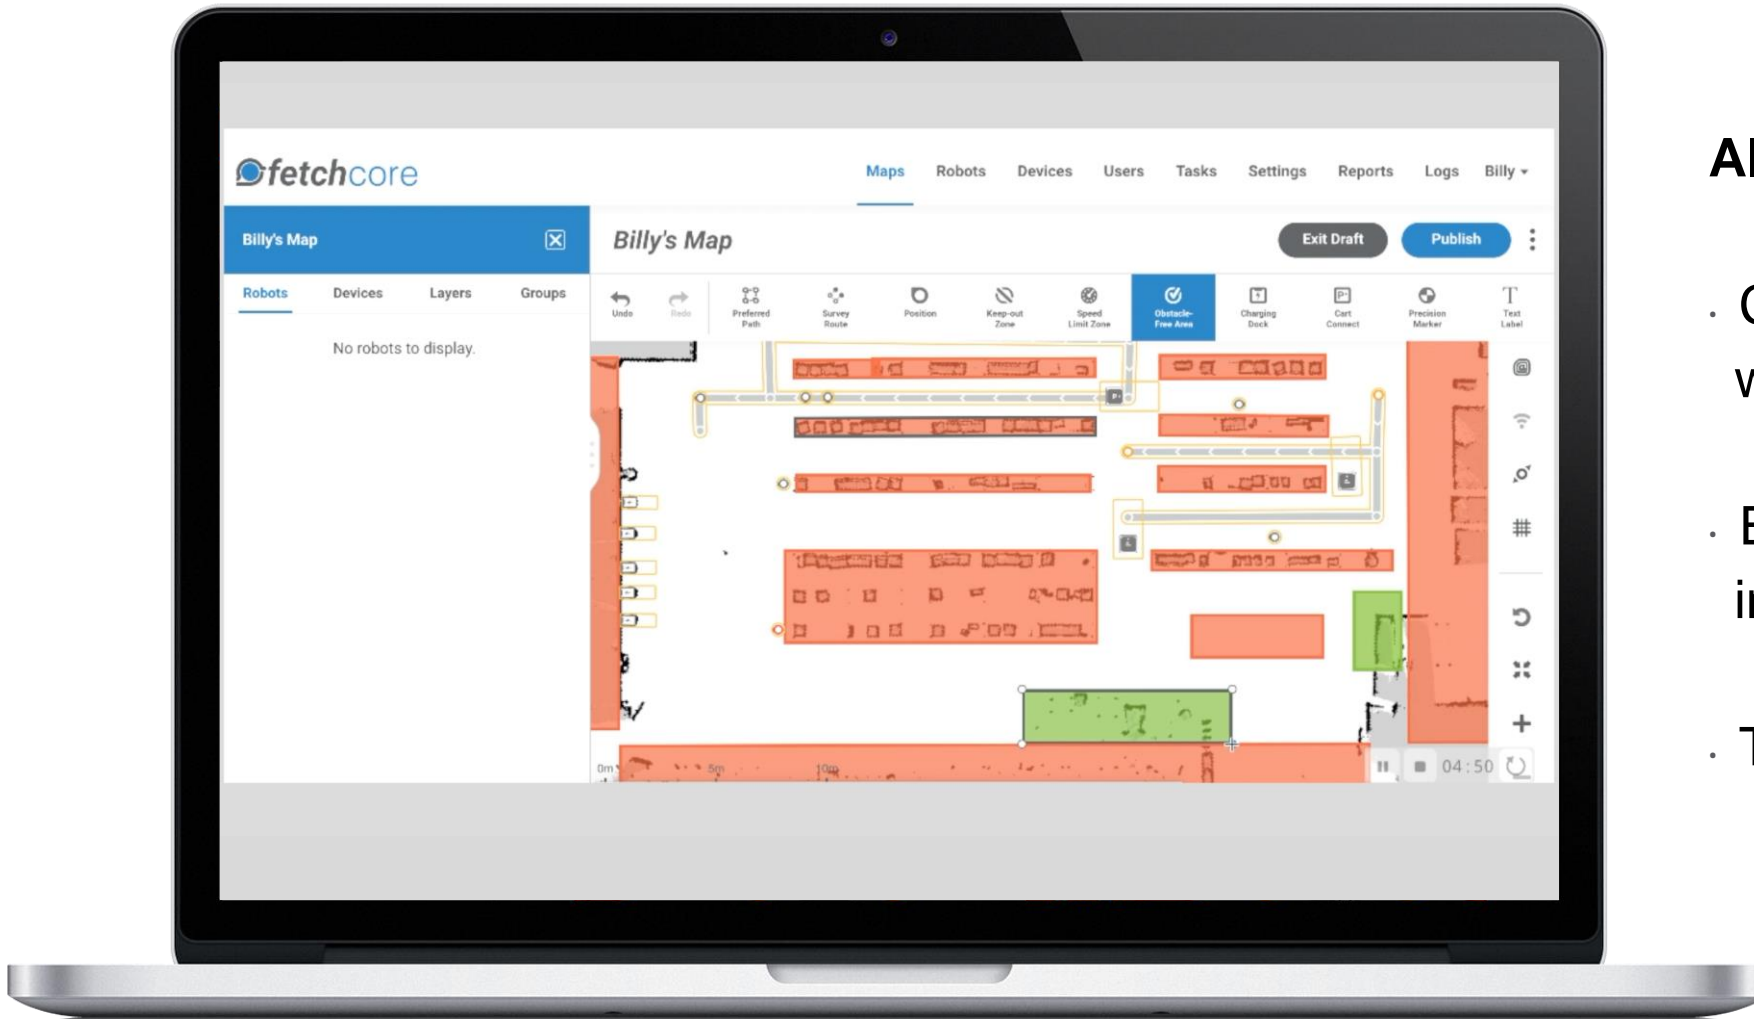 fetchcore
Maps Robots Devices Users Tasks Settings Reports Logs Billy
Billy's Map
Billy's Map
Exit Draft Publish
Robots Devices Layers Groups
No robots to display.
Undo Redo
Preferred Path
Survey Route
Position
Keep-out Zone
Speed Limit Zone
Obstacle-Free Area
Charging Dock
Cart Connect
Precision Marker
Text Label
0m 5m 10m
04:50